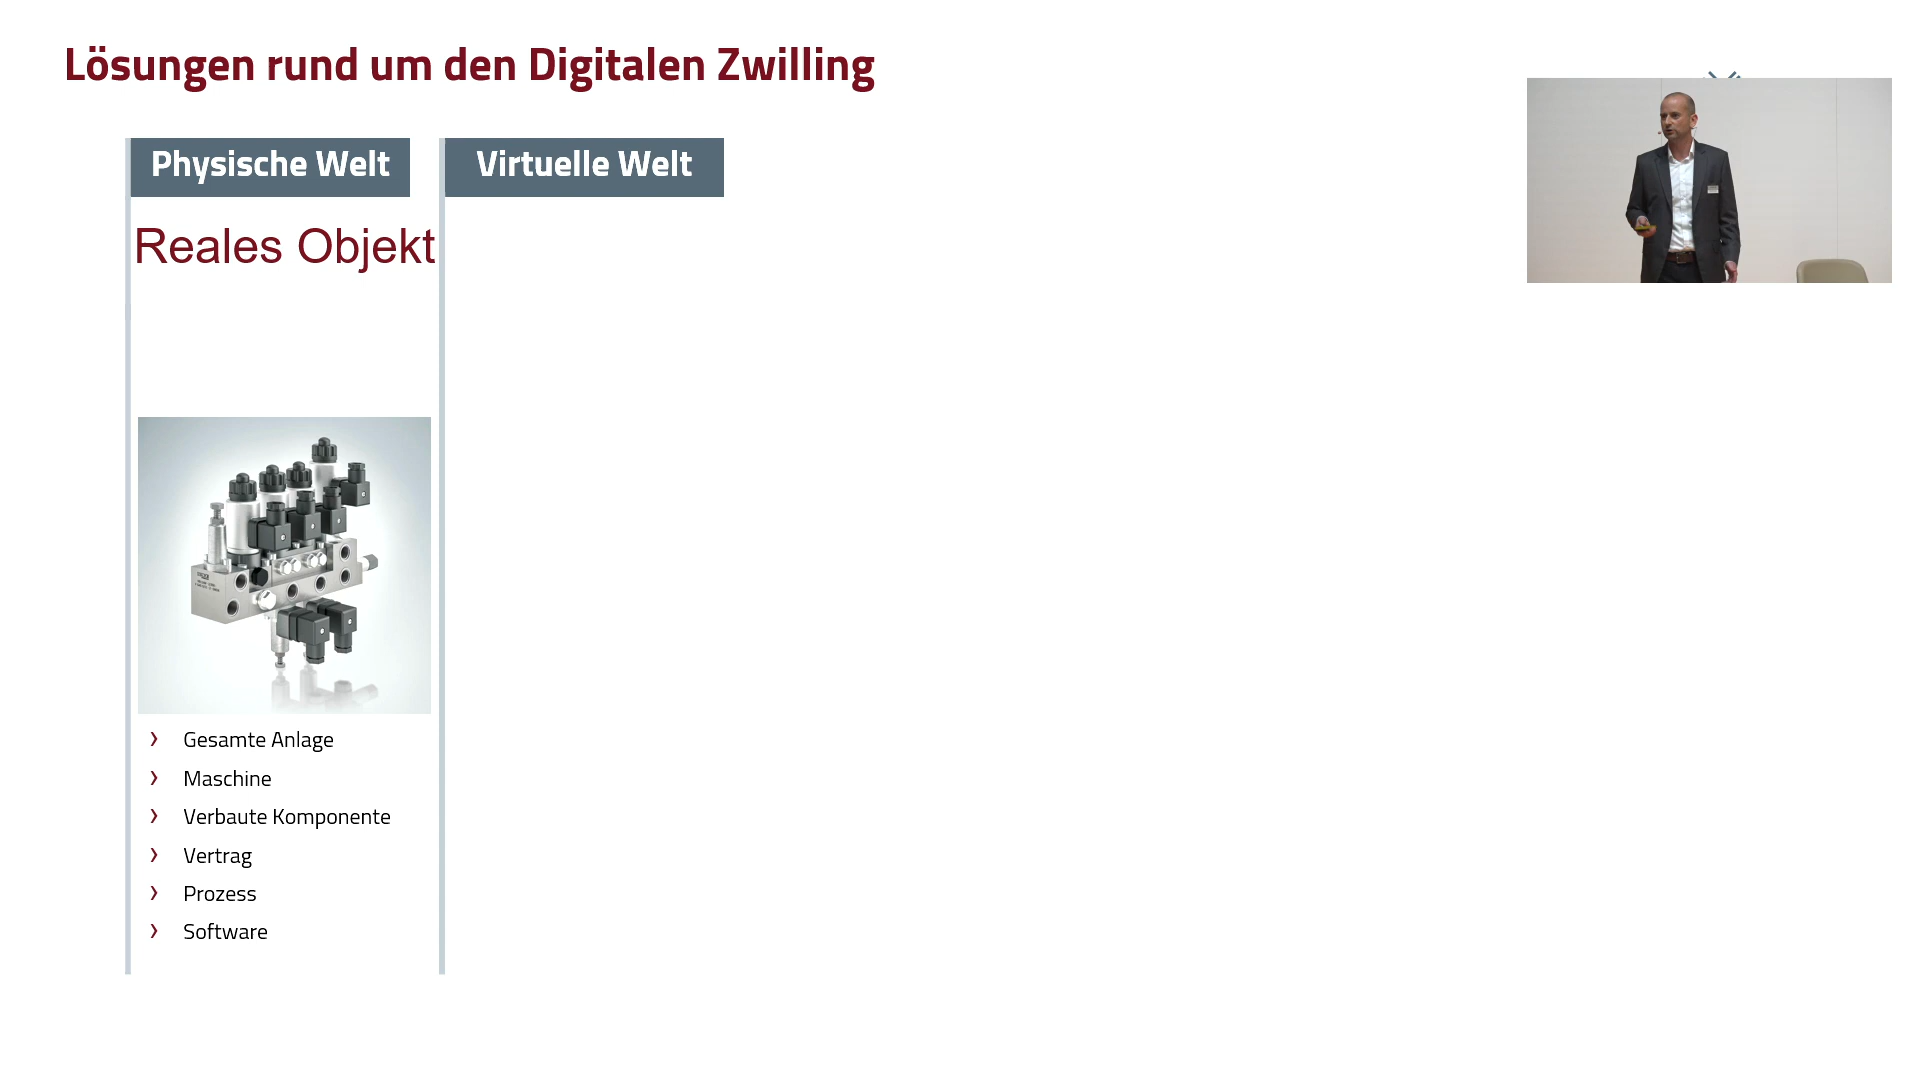 Lösungen rund um den Digitalen Zwilling
Physische Welt
Virtuelle Welt
Reales Objekt
› Gesamte Anlage
› Maschine
› Verbaute Komponente
› Vertrag
› Prozess
› Software